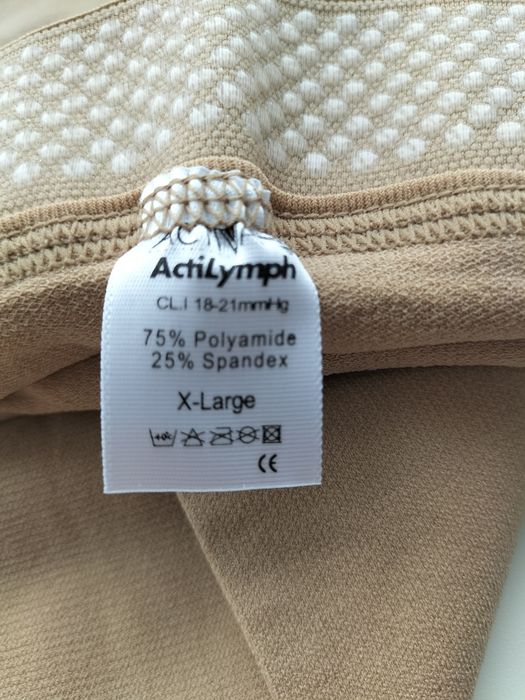 ActiLymph
CL.I 18-21mmHg
75% Polyamide
25% Spandex
X-Large
CE